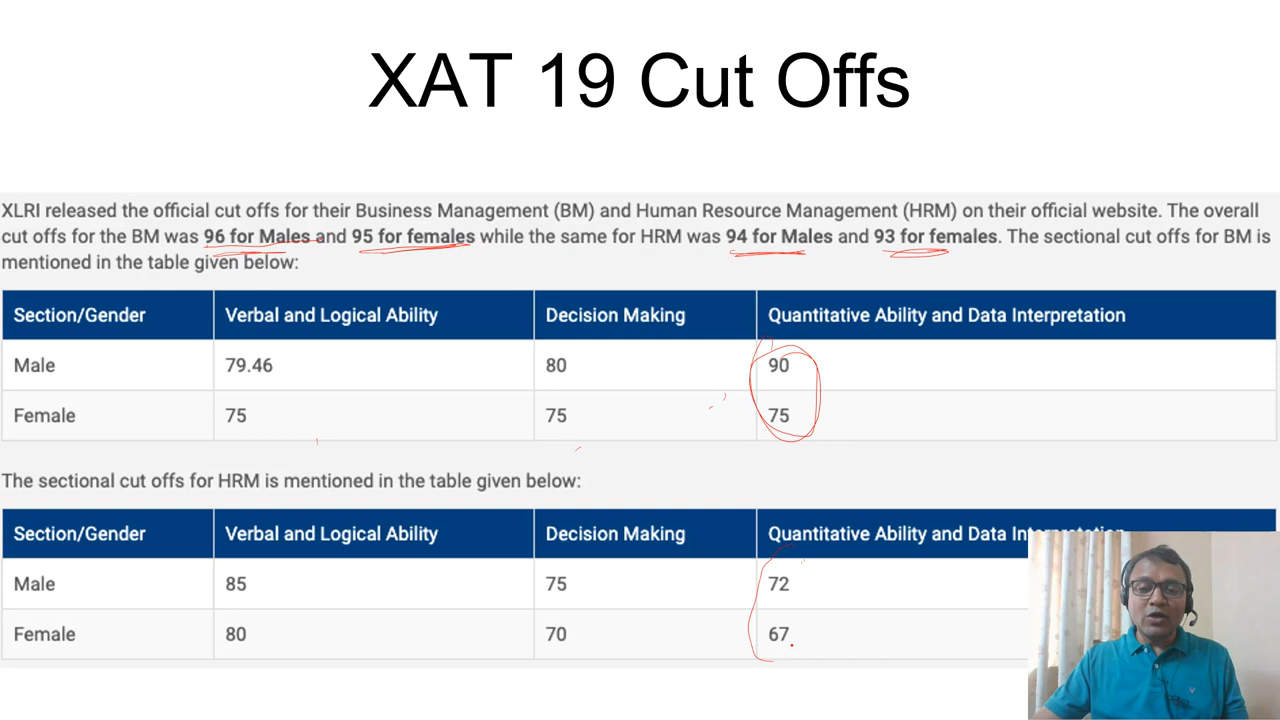 XAT 19 Cut Offs
XLRI released the official cut offs for their Business Management (BM) and Human Resource Management (HRM) on their official website. The overall
cut offs for the BM was 96 for Males and 95 for females while the same for HRM was 94 for Males and 93 for females. The sectional cut offs for BM is
mentioned in the table given below:
Section/Gender Verbal and Logical Ability Decision Making Quantitative Ability and Data Interpretation
Male 79.46 80 90
Female 75 75 75
The sectional cut offs for HRM is mentioned in the table given below:
Section/Gender Verbal and Logical Ability Decision Making Quantitative Ability and Data Interpretation
Male 85 75 72
Female 80 70 67